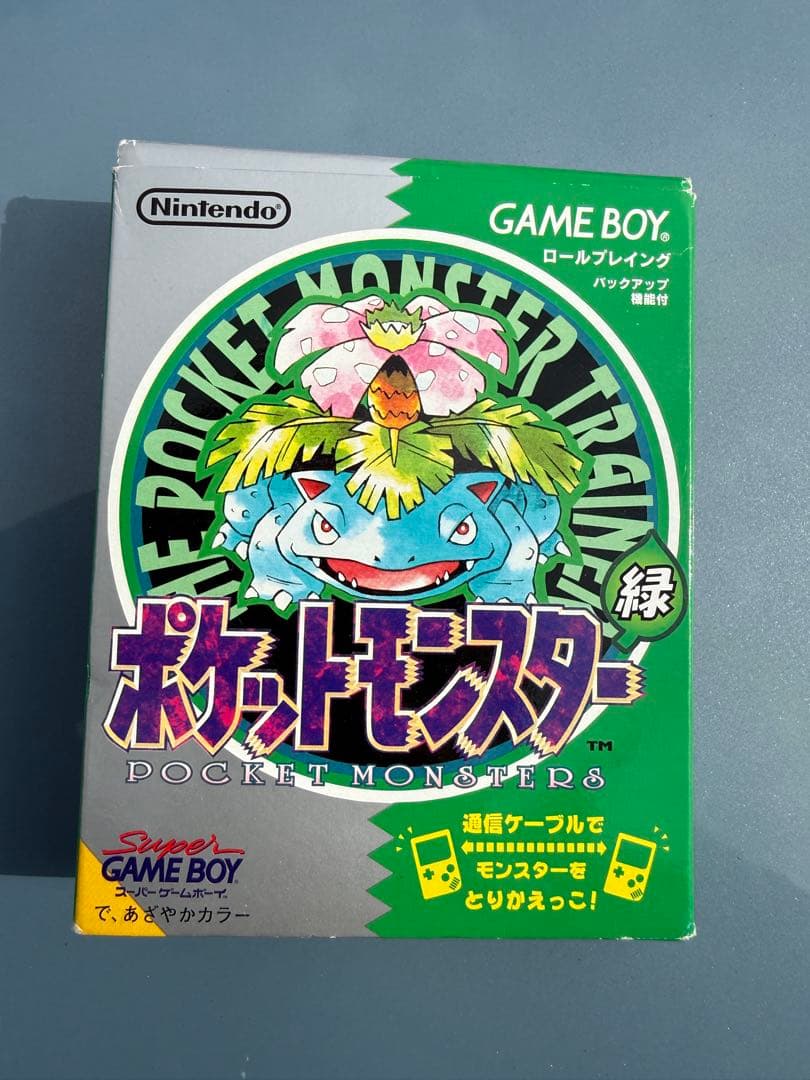 Nintendo®
GAME BOY®
ロールプレイング
バックアップ
機能付
THE POCKET MONSTER TRAINER
緑
ポケットモンスター
TM
POCKET MONSTERS
通信ケーブルで
モンスターを
とりかえっこ!
Super
GAME BOY
スーパーゲームボーイ
で、あざやかカラー